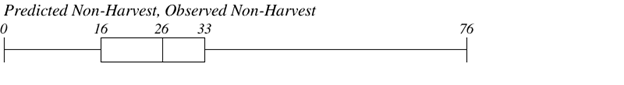 Predicted Non-Harvest, Observed Non-Harvest
0 16 26 33 76